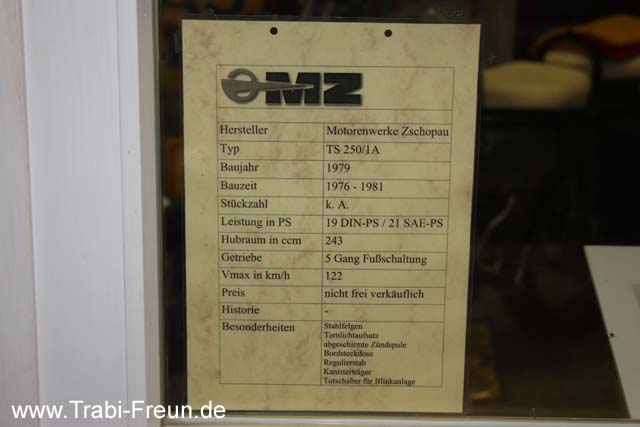 MZ
Hersteller Motorenwerke Zschopau
Typ TS 250/1A
Baujahr 1979
Bauzeit 1976 - 1981
Stückzahl k. A.
Leistung in PS 19 DIN-PS / 21 SAE-PS
Hubraum in ccm 243
Getriebe 5 Gang Fußschaltung
Vmax in km/h 122
Preis nicht frei verkäuflich
Historie -
Besonderheiten Stahlfelgen
Tarnlichtaufsatz
abgeschirmte Zündspule
Bordsteckdose
Regulierstab
Kanisterträger
Totschalter für Blinkanlage
www.Trabi-Freun.de